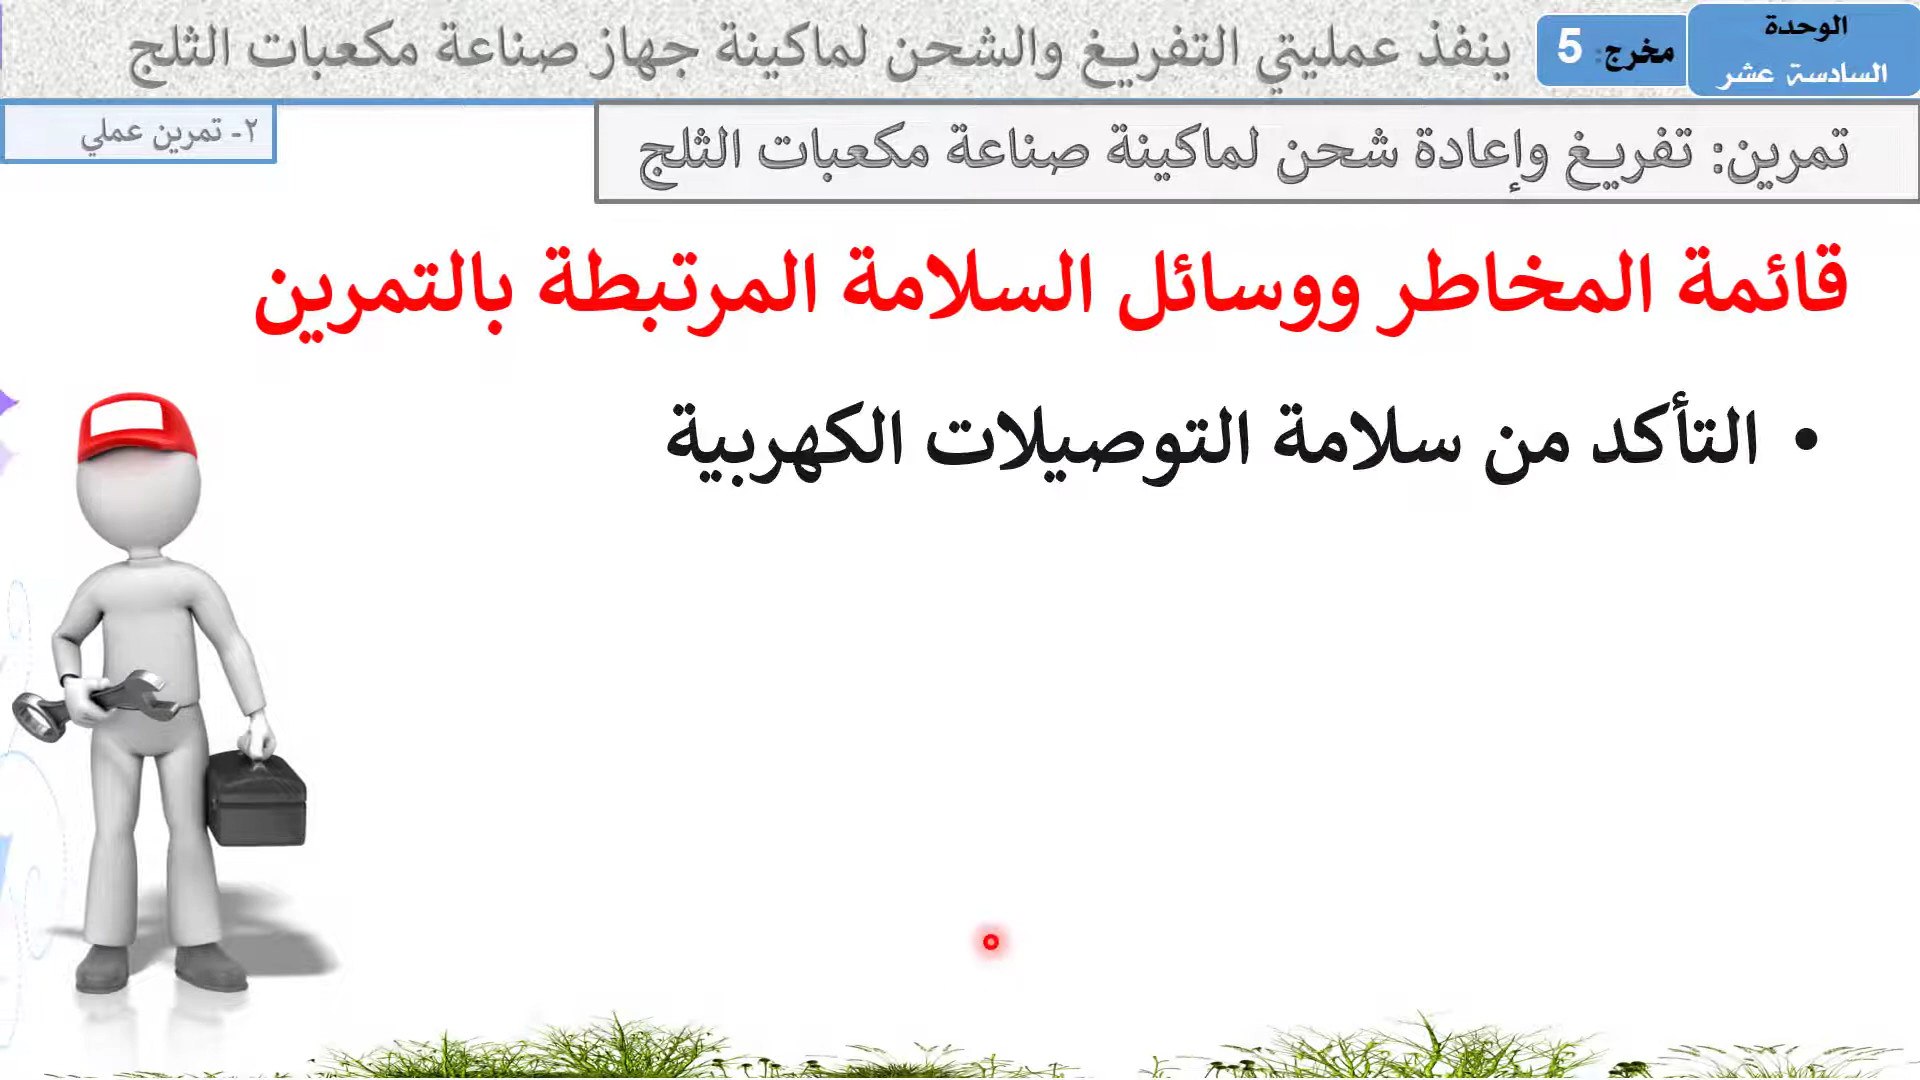 الوحدة
السادسة عشر
مخرج: 5
ينفذ عمليتي التفريغ والشحن لماكينة جهاز صناعة مكعبات الثلج
تمرين: تفريغ وإعادة شحن لماكينة صناعة مكعبات الثلج
٢- تمرين عملي
قائمة المخاطر ووسائل السلامة المرتبطة بالتمرين
• التأكد من سلامة التوصيلات الكهربية